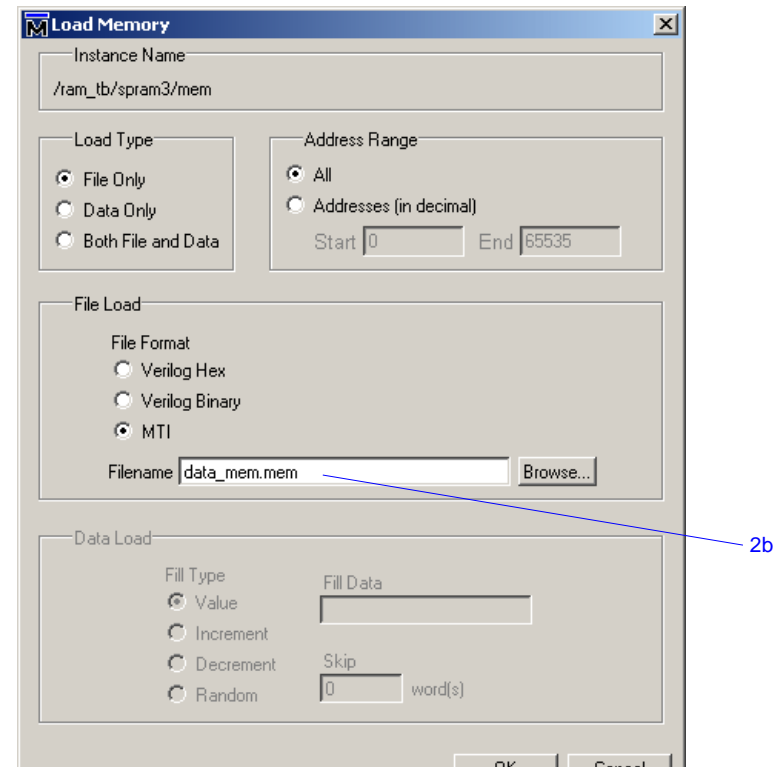 Load Memory
Instance Name
/ram_tb/spram3/mem
Load Type
File Only
Data Only
Both File and Data
Address Range
All
Addresses (in decimal)
Start 0 End 65535
File Load
File Format
Verilog Hex
Verilog Binary
MTI
Filename data_mem.mem Browse...
2b
Data Load
Fill Type
Value
Increment
Decrement
Random
Fill Data
Skip
0 word(s)
OK Cancel